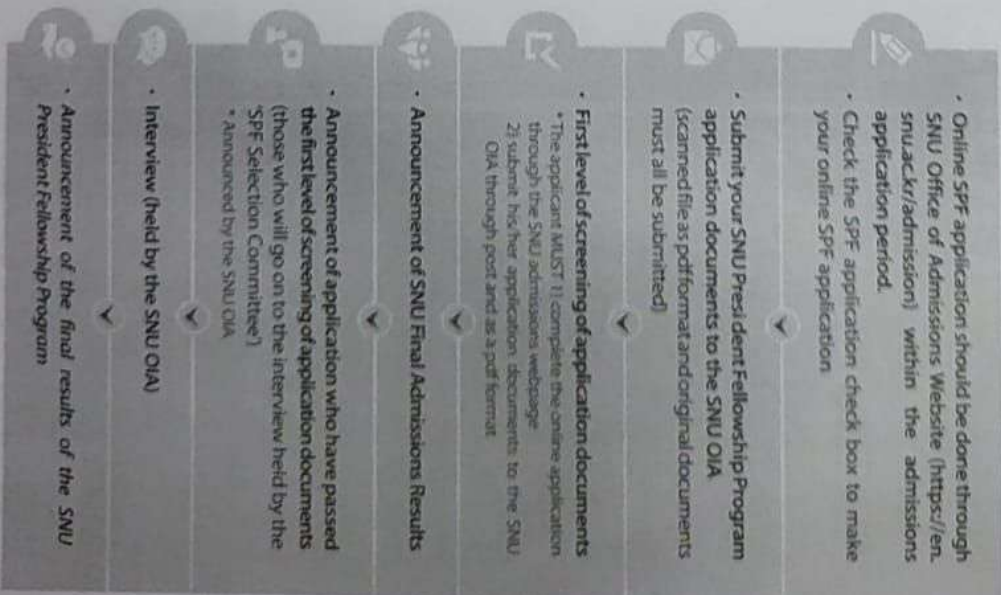 · Online SPF application should be done through
SNU Office of Admissions Website (https://en.
snu.ac.kr/admission) within the admissions
application period.
· Check the SPF application check box to make
your online SPF application
· Submit your SNU President Fellowship Program
application documents to the SNU OIA
(scanned file as pdf format and original documents
must all be submitted)
· First level of screening of application documents
* The applicant MUST 1) complete the online application
through the SNU admissions webpage
2) submit his/her application documents to the SNU
OIA through post and as a pdf format
· Announcement of SNU Final Admissions Results
· Announcement of application who have passed
the first level of screening of application documents
(those who will go on to the interview held by the
'SPF Selection Committee')
* Announced by the SNU OIA
· Interview (held by the SNU OIA)
· Announcement of the final results of the SNU
President Fellowship Program